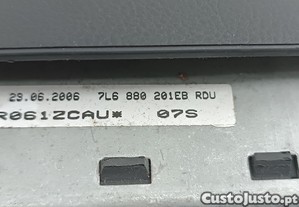 29.06.2006 7L6 880 201EB RDU
R061ZCAU* 07S
CustoJusto.pt